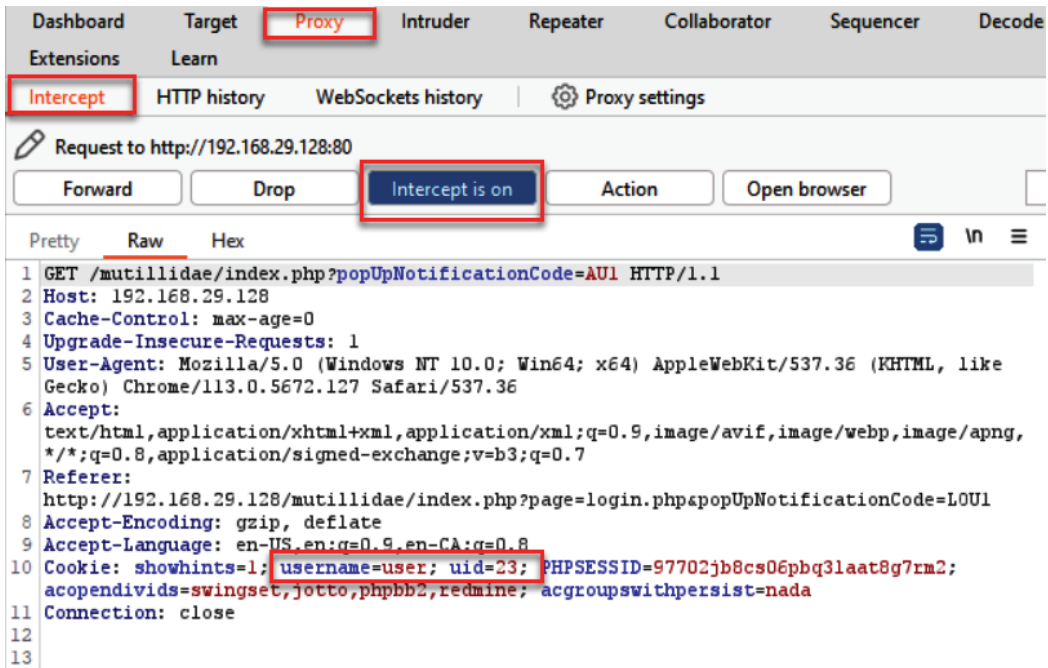 Dashboard Target Proxy Intruder Repeater Collaborator Sequencer Decode
Extensions Learn
Intercept HTTP history WebSockets history Proxy settings
Request to http://192.168.29.128:80
Forward Drop Intercept is on Action Open browser
Pretty Raw Hex \n
1 GET /mutillidae/index.php?popUpNotificationCode=AU1 HTTP/1.1
2 Host: 192.168.29.128
3 Cache-Control: max-age=0
4 Upgrade-Insecure-Requests: 1
5 User-Agent: Mozilla/5.0 (Windows NT 10.0; Win64; x64) AppleWebKit/537.36 (KHTML, like
Gecko) Chrome/113.0.5672.127 Safari/537.36
6 Accept:
text/html,application/xhtml+xml,application/xml;q=0.9,image/avif,image/webp,image/apng,
*/*;q=0.8,application/signed-exchange;v=b3;q=0.7
7 Referer:
http://192.168.29.128/mutillidae/index.php?page=login.php&popUpNotificationCode=LOU1
8 Accept-Encoding: gzip, deflate
9 Accept-Language: en-US,en;q=0.9,en-CA;q=0.8
10 Cookie: showhints=1; username=user; uid=23; PHPSESSID=97702jb8cs06pbq3laat8g7rm2;
acopendivids=swingset,jotto,phpbb2,redmine; acgroupswithpersist=nada
11 Connection: close
12
13